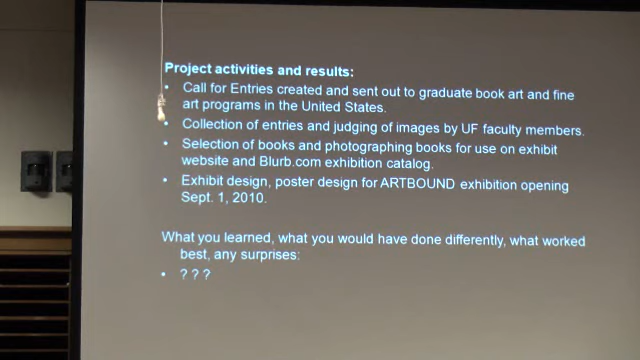 Project activities and results:
• Call for Entries created and sent out to graduate book art and fine
art programs in the United States.
• Collection of entries and judging of images by UF faculty members.
• Selection of books and photographing books for use on exhibit
website and Blurb.com exhibition catalog.
• Exhibit design, poster design for ARTBOUND exhibition opening
Sept. 1, 2010.
What you learned, what you would have done differently, what worked
best, any surprises:
• ? ? ?